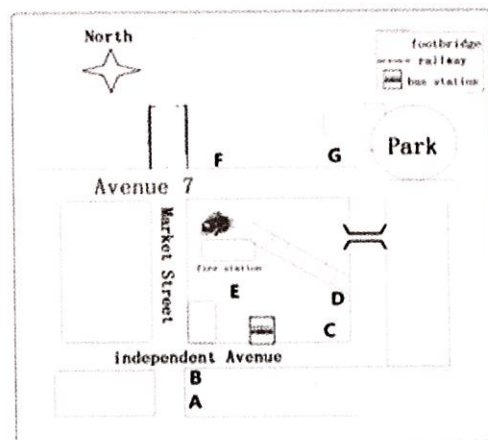 North
footbridge
railway
bus station
Park
F
G
Avenue 7
Market Street
fire station
E
D
C
independent Avenue
B
A